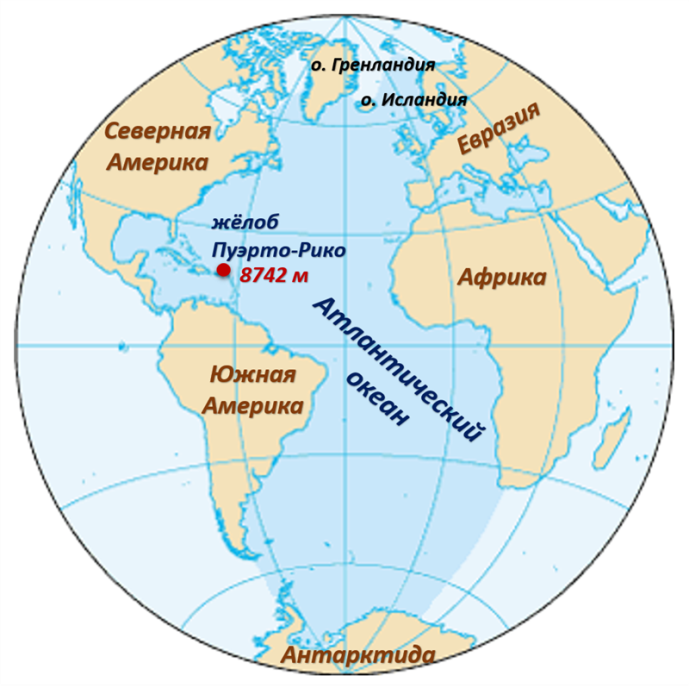 о. Гренландия
о. Исландия
Северная
Америка
Евразия
жёлоб
Пуэрто-Рико
8742 м
Африка
Атлантический
океан
Южная
Америка
Антарктида